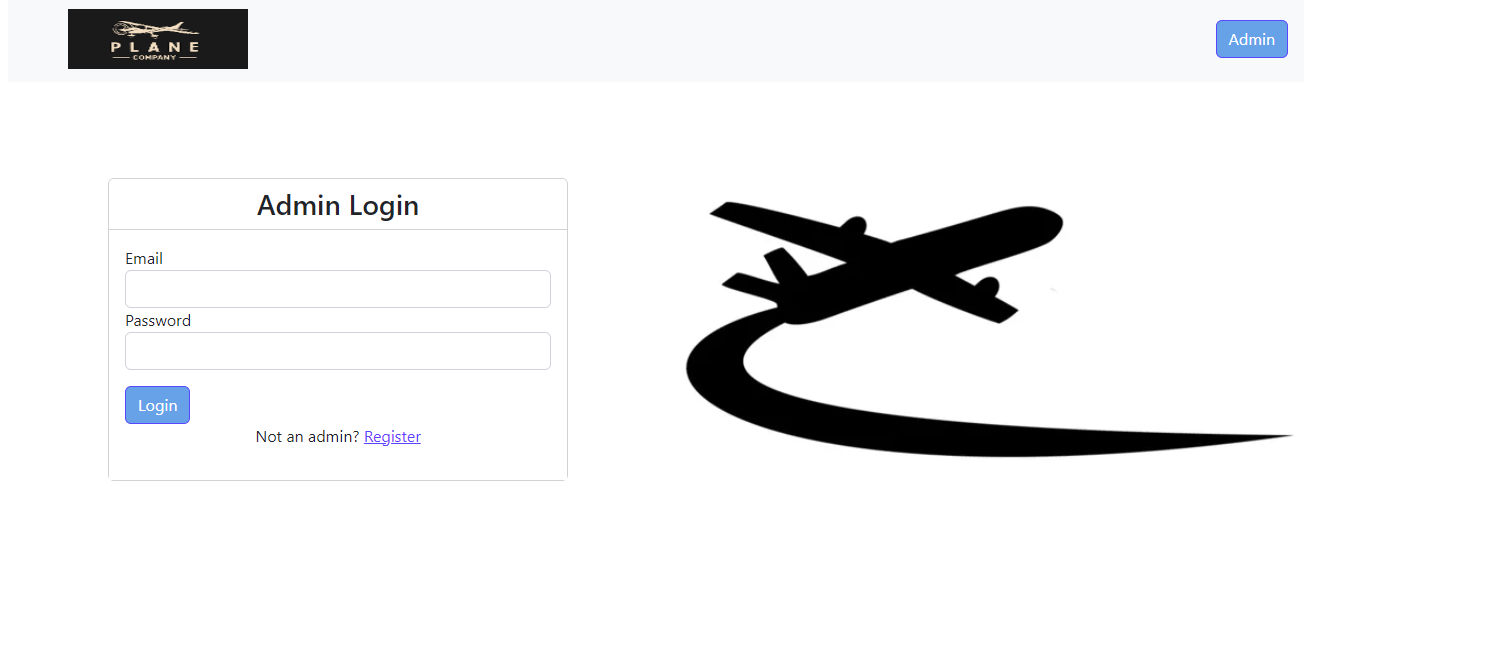 PLANE
COMPANY
Admin
Admin Login
Email
Password
Login
Not an admin? Register